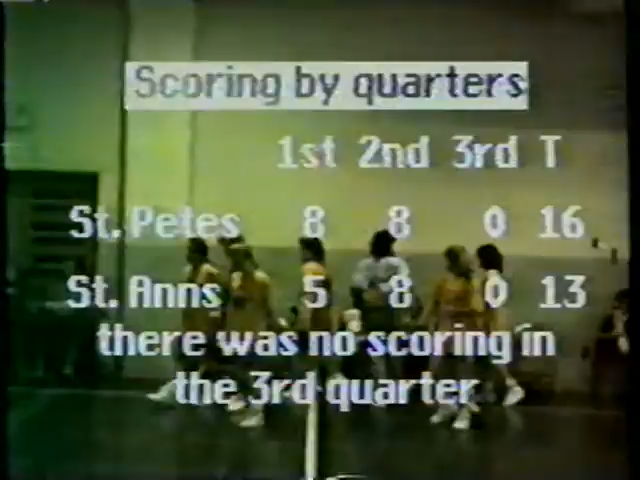 Scoring by quarters
1st 2nd 3rd T
St. Petes 8 8 0 16
St. Anns 5 8 0 13
there was no scoring in
the 3rd quarter